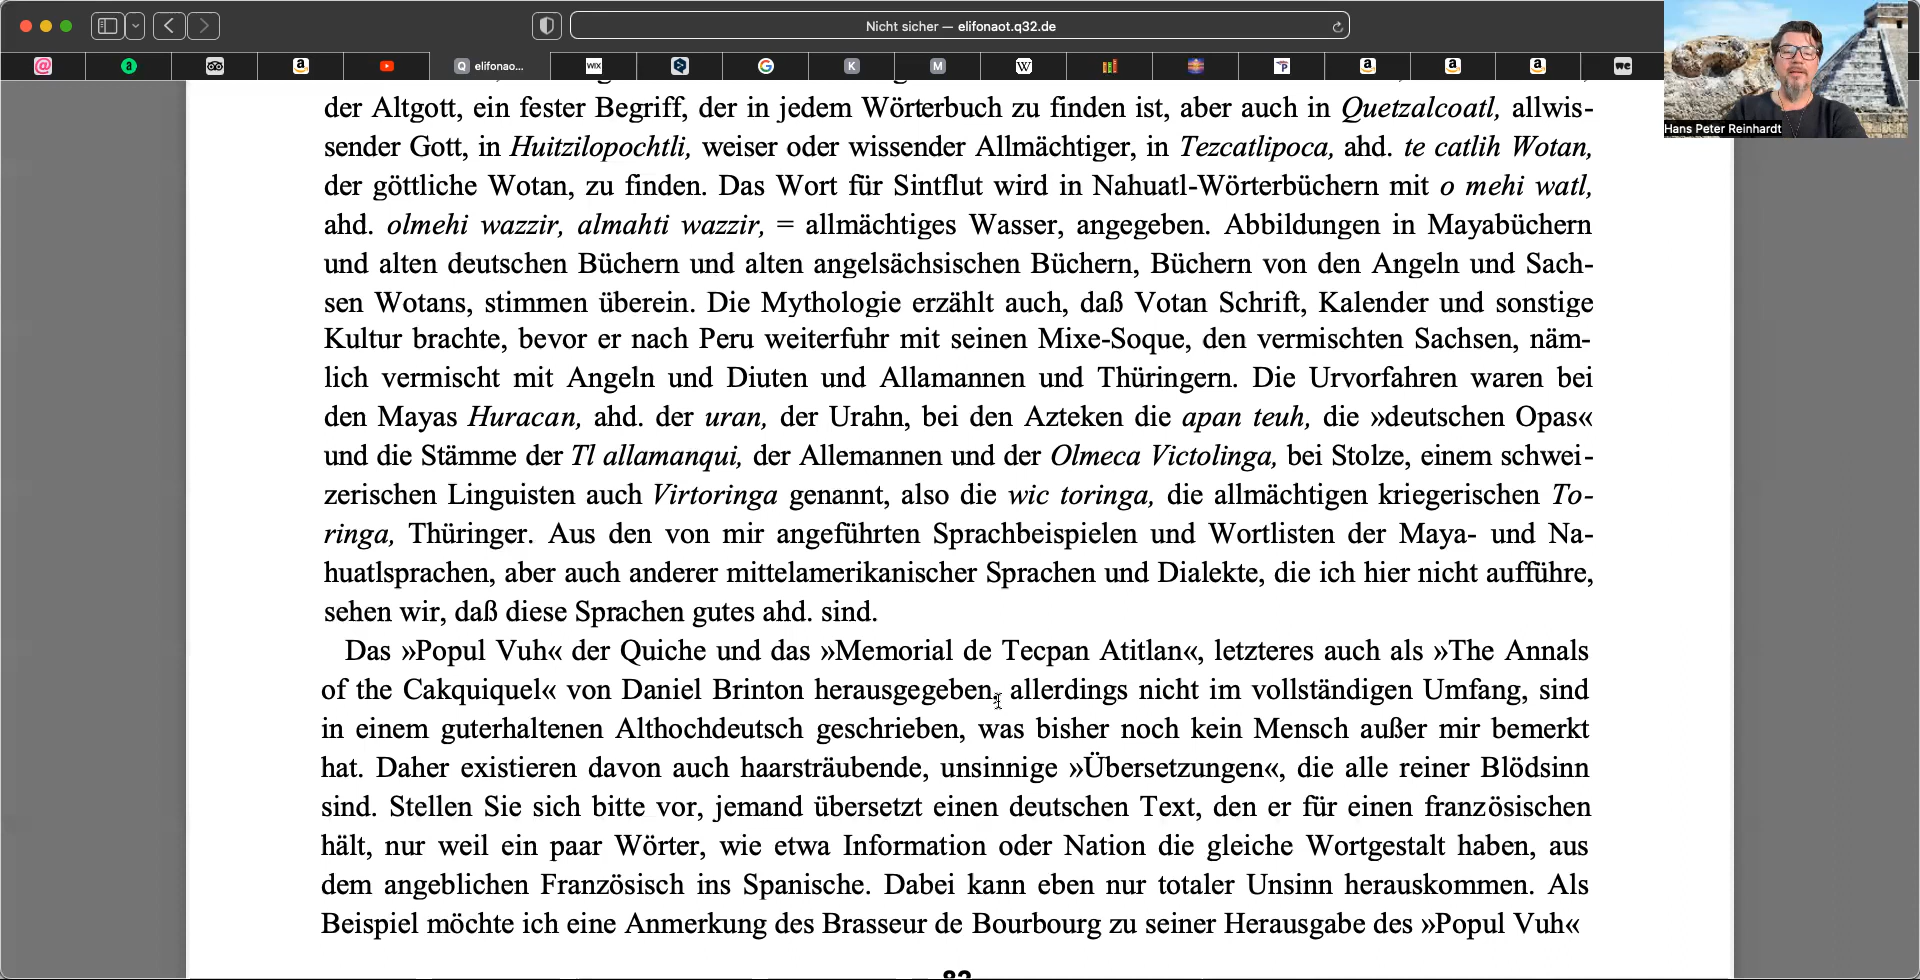 Nicht sicher — elifonaot.q32.de
elifonao...
Hans Peter Reinhardt
der Altgott, ein fester Begriff, der in jedem Wörterbuch zu finden ist, aber auch in Quetzalcoatl, allwis-
sender Gott, in Huitzilopochtli, weiser oder wissender Allmächtiger, in Tezcatlipoca, ahd. te catlih Wotan,
der göttliche Wotan, zu finden. Das Wort für Sintflut wird in Nahuatl-Wörterbüchern mit o mehi watl,
ahd. olmehi wazzir, almahti wazzir, = allmächtiges Wasser, angegeben. Abbildungen in Mayabüchern
und alten deutschen Büchern und alten angelsächsischen Büchern, Büchern von den Angeln und Sach-
sen Wotans, stimmen überein. Die Mythologie erzählt auch, daß Votan Schrift, Kalender und sonstige
Kultur brachte, bevor er nach Peru weiterfuhr mit seinen Mixe-Soque, den vermischten Sachsen, näm-
lich vermischt mit Angeln und Diuten und Allamannen und Thüringern. Die Urvorfahren waren bei
den Mayas Huracan, ahd. der uran, der Urahn, bei den Azteken die apan teuh, die »deutschen Opas«
und die Stämme der Tl allamanqui, der Allemannen und der Olmeca Victolinga, bei Stolze, einem schwei-
zerischen Linguisten auch Virtoringa genannt, also die wic toringa, die allmächtigen kriegerischen To-
ringa, Thüringer. Aus den von mir angeführten Sprachbeispielen und Wortlisten der Maya- und Na-
huatlsprachen, aber auch anderer mittelamerikanischer Sprachen und Dialekte, die ich hier nicht aufführe,
sehen wir, daß diese Sprachen gutes ahd. sind.
Das »Popul Vuh« der Quiche und das »Memorial de Tecpan Atitlan«, letzteres auch als »The Annals
of the Cakquiquel« von Daniel Brinton herausgegeben, allerdings nicht im vollständigen Umfang, sind
in einem guterhaltenen Althochdeutsch geschrieben, was bisher noch kein Mensch außer mir bemerkt
hat. Daher existieren davon auch haarsträubende, unsinnige »Übersetzungen«, die alle reiner Blödsinn
sind. Stellen Sie sich bitte vor, jemand übersetzt einen deutschen Text, den er für einen französischen
hält, nur weil ein paar Wörter, wie etwa Information oder Nation die gleiche Wortgestalt haben, aus
dem angeblichen Französisch ins Spanische. Dabei kann eben nur totaler Unsinn herauskommen. Als
Beispiel möchte ich eine Anmerkung des Brasseur de Bourbourg zu seiner Herausgabe des »Popul Vuh«